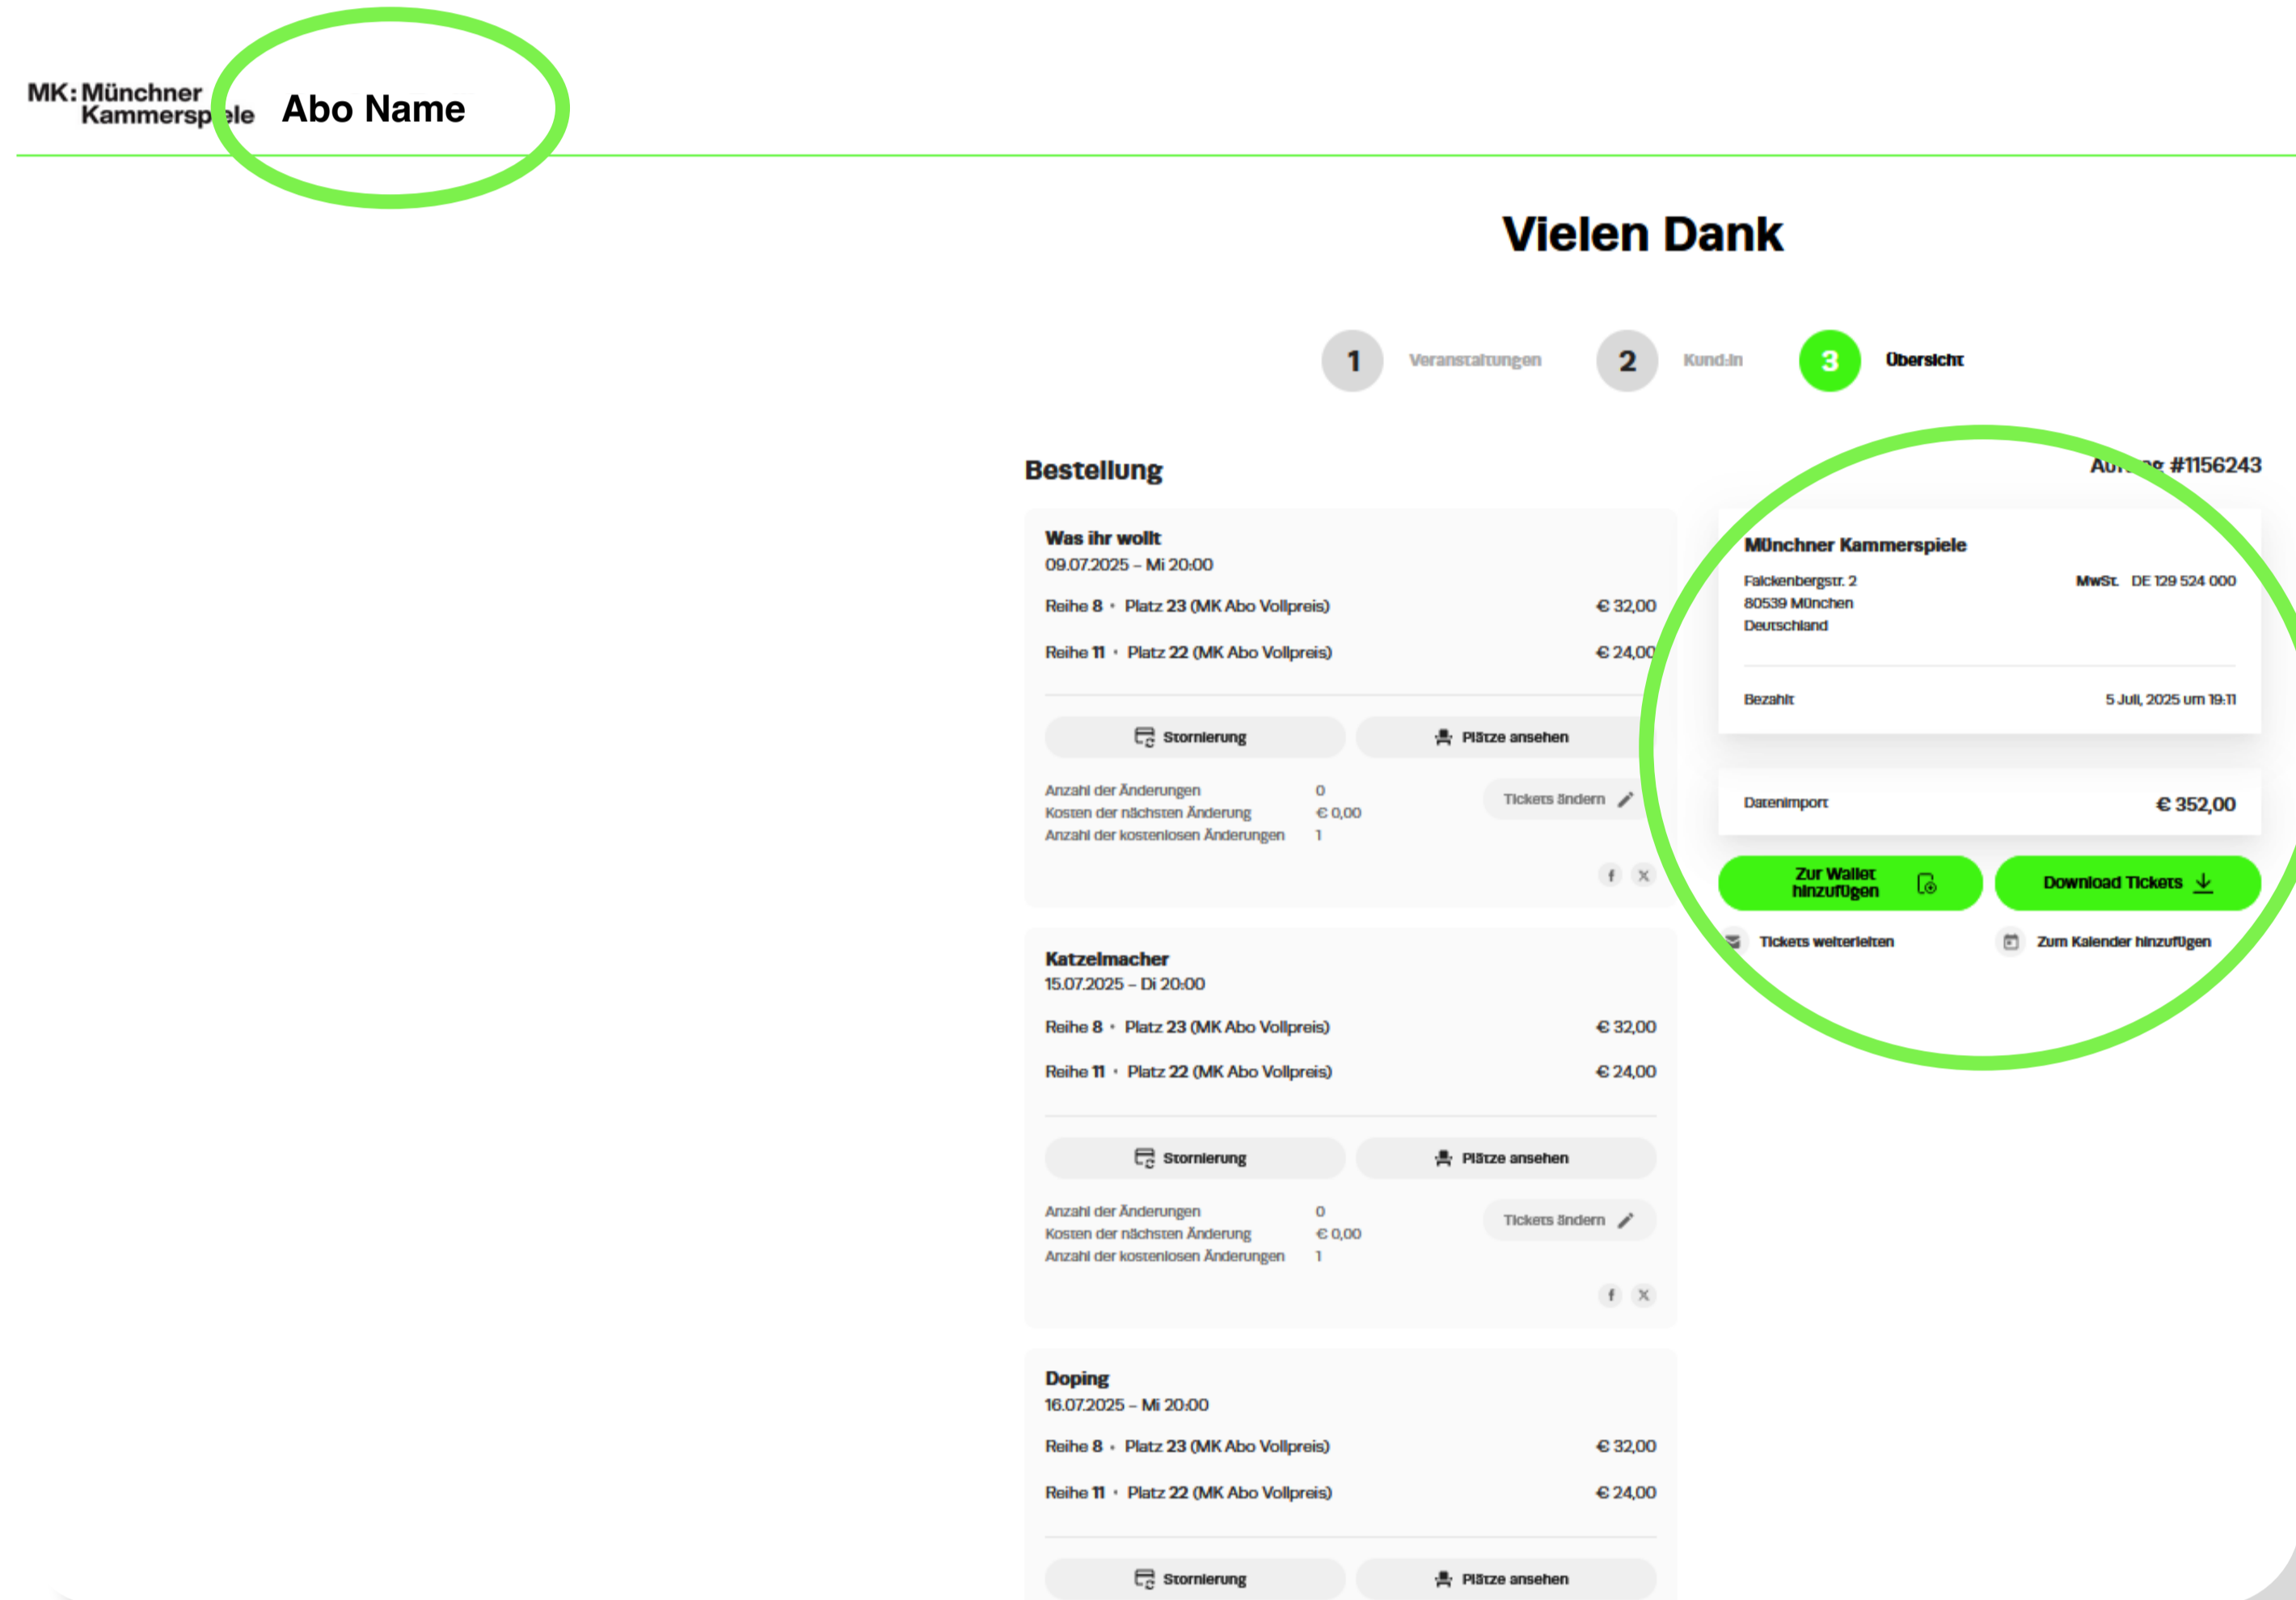 MK: Münchner
Kammerspiele
Abo Name
Vielen Dank
1 Veranstaltungen 2 Kund:in 3 Übersicht
Bestellung
Auftrag #1156243
Was ihr wollt
09.07.2025 – Mi 20:00
Reihe 8 • Platz 23 (MK Abo Vollpreis) € 32,00
Reihe 11 • Platz 22 (MK Abo Vollpreis) € 24,00
Stornierung Plätze ansehen
Anzahl der Änderungen 0
Kosten der nächsten Änderung € 0,00
Anzahl der kostenlosen Änderungen 1
Tickets ändern
Münchner Kammerspiele
Falckenbergstr. 2 MwSt. DE 129 524 000
80539 München
Deutschland
Bezahlt 5 Juli, 2025 um 19:11
Datenimport € 352,00
Zur Wallet
hinzufügen
Download Tickets
Tickets weiterleiten Zum Kalender hinzufügen
Katzelmacher
15.07.2025 – Di 20:00
Reihe 8 • Platz 23 (MK Abo Vollpreis) € 32,00
Reihe 11 • Platz 22 (MK Abo Vollpreis) € 24,00
Stornierung Plätze ansehen
Anzahl der Änderungen 0
Kosten der nächsten Änderung € 0,00
Anzahl der kostenlosen Änderungen 1
Tickets ändern
Doping
16.07.2025 – Mi 20:00
Reihe 8 • Platz 23 (MK Abo Vollpreis) € 32,00
Reihe 11 • Platz 22 (MK Abo Vollpreis) € 24,00
Stornierung Plätze ansehen